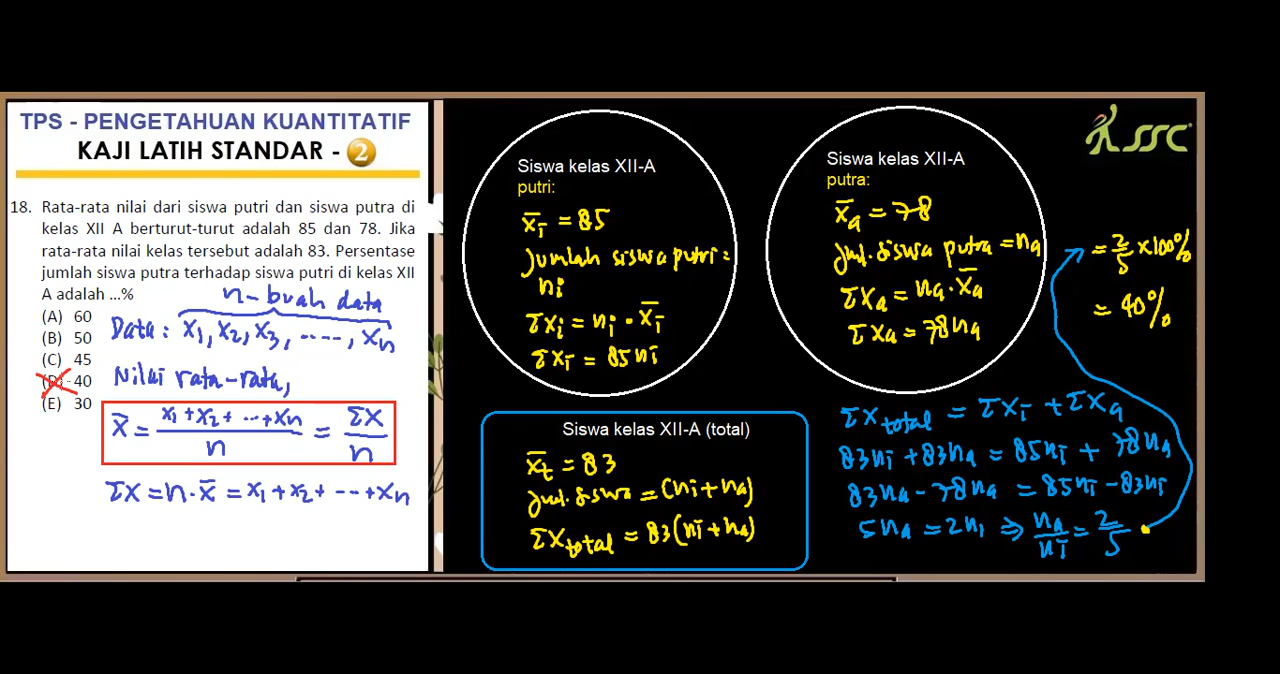 TPS - PENGETAHUAN KUANTITATIF
KAJI LATIH STANDAR - 2
18. Rata-rata nilai dari siswa putri dan siswa putra di
kelas XII A berturut-turut adalah 85 dan 78. Jika
rata-rata nilai kelas tersebut adalah 83. Persentase
jumlah siswa putra terhadap siswa putri di kelas XII
A adalah ...%
(A) 60
(B) 50
(C) 45
(D) 40
(E) 30
n-buah data
Data: x₁, x₂, x₃, ....., xₙ
Nilai rata-rata,
x̄ = (x₁+x₂+ ...+xₙ)/n = Σx/n
Σx = n·x̄ = x₁+x₂+ ...+xₙ
Siswa kelas XII-A
putri:
x̄ᵢ = 85
Jumlah siswa putri =
nᵢ
Σxᵢ = nᵢ · x̄ᵢ
Σxᵢ = 85nᵢ
Siswa kelas XII-A
putra:
x̄ₐ = 78
Jml. siswa putra = nₐ
Σxₐ = nₐ · x̄ₐ
Σxₐ = 78nₐ
Siswa kelas XII-A (total)
x̄ₜ = 83
Jml. siswa = (nᵢ+nₐ)
Σx total = 83(nᵢ+nₐ)
SSC
Σx total = Σxᵢ + Σxₐ
83nᵢ + 83nₐ = 85nᵢ + 78nₐ
83nₐ - 78nₐ = 85nᵢ - 83nᵢ
5nₐ = 2nᵢ ⇒ nₐ/nᵢ = 2/5
= 2/5 × 100%
= 40%